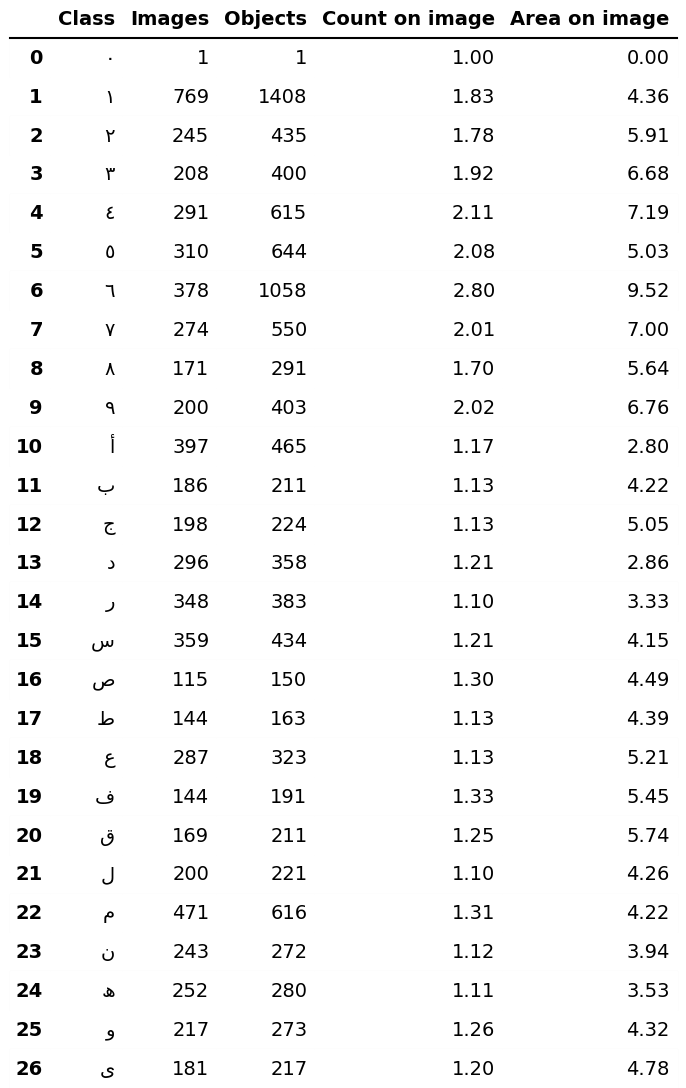 Class Images Objects Count on image Area on image
0 ٠ 1 1 1.00 0.00
1 ١ 769 1408 1.83 4.36
2 ٢ 245 435 1.78 5.91
3 ٣ 208 400 1.92 6.68
4 ٤ 291 615 2.11 7.19
5 ٥ 310 644 2.08 5.03
6 ٦ 378 1058 2.80 9.52
7 ٧ 274 550 2.01 7.00
8 ٨ 171 291 1.70 5.64
9 ٩ 200 403 2.02 6.76
10 أ 397 465 1.17 2.80
11 ب 186 211 1.13 4.22
12 ج 198 224 1.13 5.05
13 د 296 358 1.21 2.86
14 ر 348 383 1.10 3.33
15 س 359 434 1.21 4.15
16 ص 115 150 1.30 4.49
17 ط 144 163 1.13 4.39
18 ع 287 323 1.13 5.21
19 ف 144 191 1.33 5.45
20 ق 169 211 1.25 5.74
21 ل 200 221 1.10 4.26
22 م 471 616 1.31 4.22
23 ن 243 272 1.12 3.94
24 ه 252 280 1.11 3.53
25 و 217 273 1.26 4.32
26 ى 181 217 1.20 4.78